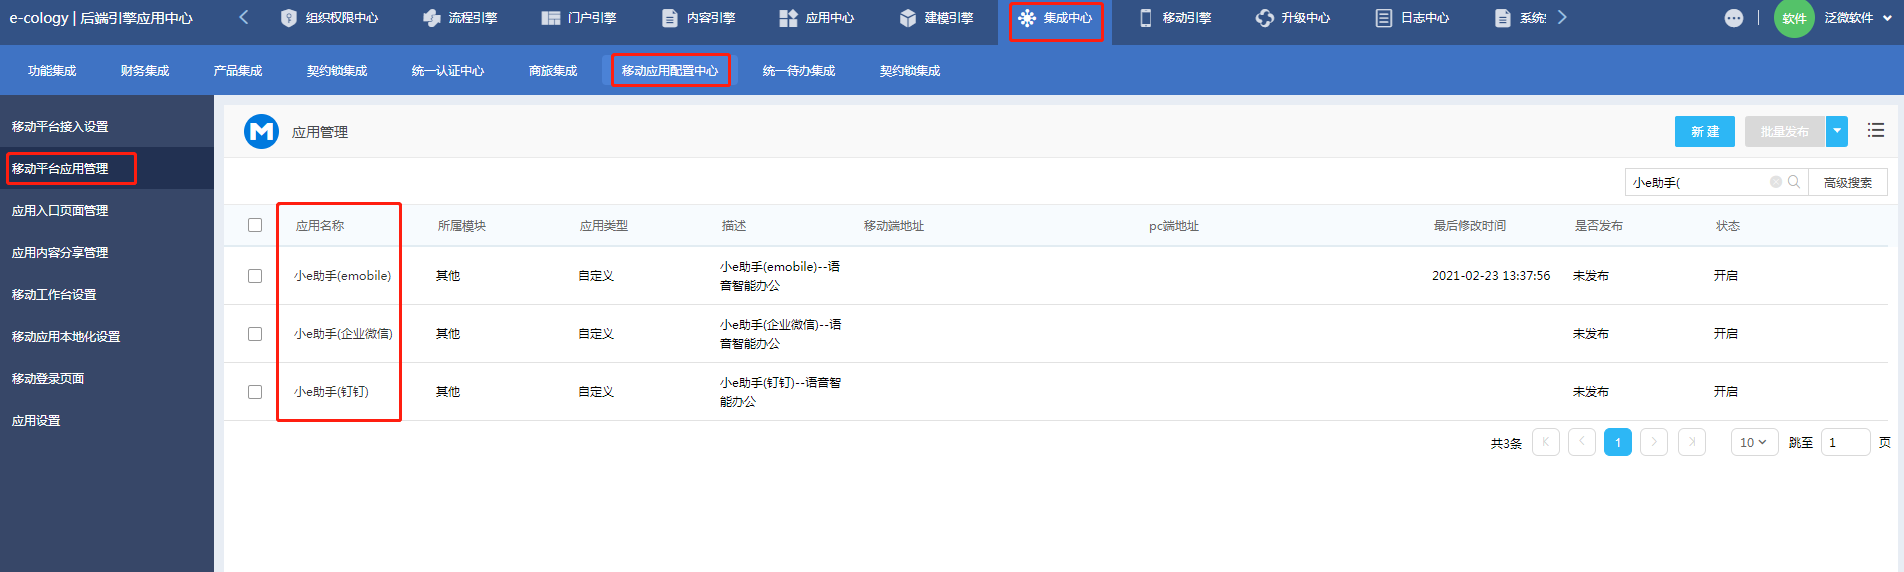 e-cology | 后端引擎应用中心
组织权限中心
流程引擎
门户引擎
内容引擎
应用中心
建模引擎
集成中心
移动引擎
升级中心
日志中心
系统
软件
泛微软件
功能集成
财务集成
产品集成
契约锁集成
统一认证中心
商旅集成
移动应用配置中心
统一待办集成
契约锁集成
移动平台接入设置
移动平台应用管理
应用入口页面管理
应用内容分享管理
移动工作台设置
移动应用本地化设置
移动登录页面
应用设置
M
应用管理
新 建
批量发布
小e助手(
高级搜索
应用名称 所属模块 应用类型 描述 移动端地址 pc端地址 最后修改时间 是否发布 状态
小e助手(emobile) 其他 自定义 小e助手(emobile)--语 2021-02-23 13:37:56 未发布 开启
音智能办公
小e助手(企业微信) 其他 自定义 小e助手(企业微信)--语 未发布 开启
音智能办公
小e助手(钉钉) 其他 自定义 小e助手(钉钉)--语音智 未发布 开启
能办公
共3条 1 10 跳至 1 页